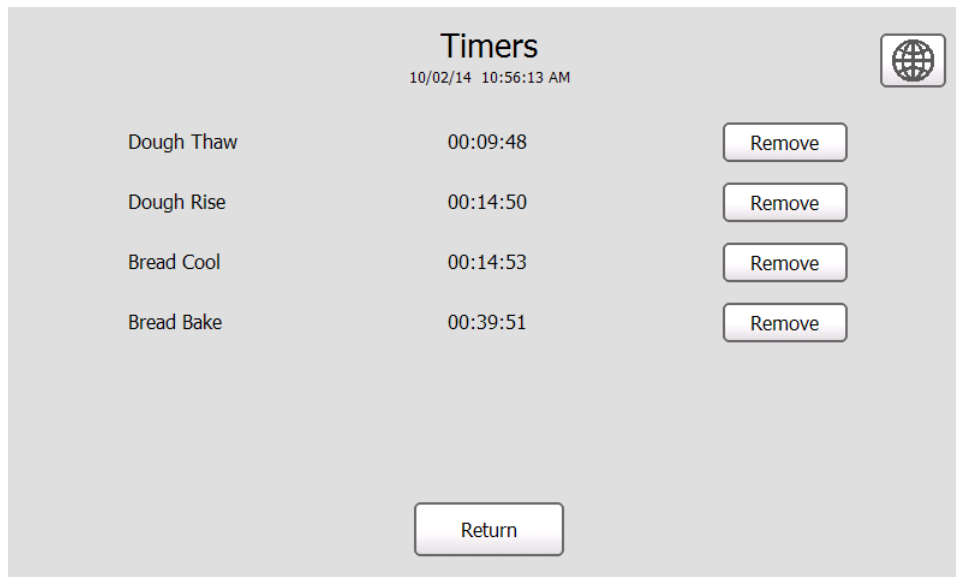 Timers
10/02/14 10:56:13 AM
Dough Thaw 00:09:48 Remove
Dough Rise 00:14:50 Remove
Bread Cool 00:14:53 Remove
Bread Bake 00:39:51 Remove
Return